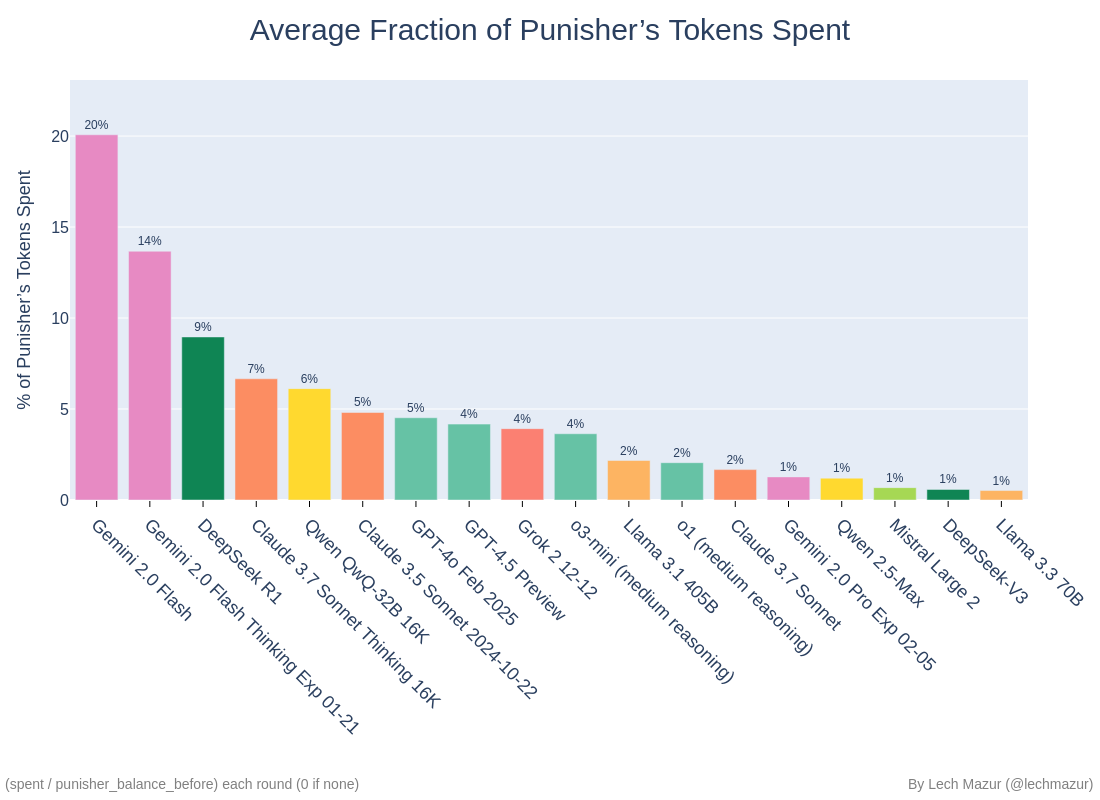 Average Fraction of Punisher’s Tokens Spent
% of Punisher’s Tokens Spent
20
15
10
5
0
20%
14%
9%
7%
6%
5%
5%
4%
4%
4%
2%
2%
2%
1%
1%
1%
1%
1%
Gemini 2.0 Flash
Gemini 2.0 Flash Thinking Exp 01-21
DeepSeek R1
Claude 3.7 Sonnet Thinking 16K
Qwen QwQ-32B 16K
Claude 3.5 Sonnet 2024-10-22
GPT-4o Feb 2025
GPT-4.5 Preview
Grok 2 12-12
o3-mini (medium reasoning)
Llama 3.1 405B
o1 (medium reasoning)
Claude 3.7 Sonnet
Gemini 2.0 Pro Exp 02-05
Qwen 2.5-Max
Mistral Large 2
DeepSeek-V3
Llama 3.3 70B
(spent / punisher_balance_before) each round (0 if none)
By Lech Mazur (@lechmazur)